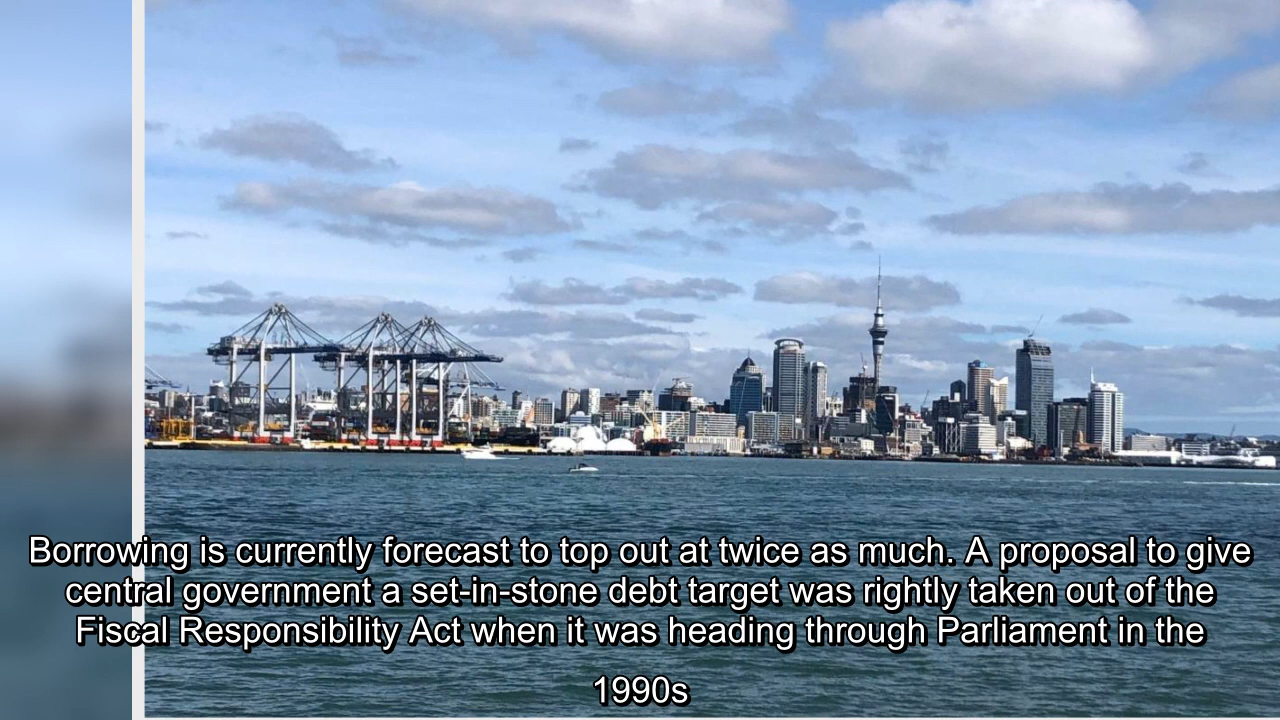 Borrowing is currently forecast to top out at twice as much. A proposal to give
central government a set-in-stone debt target was rightly taken out of the
Fiscal Responsibility Act when it was heading through Parliament in the
1990s